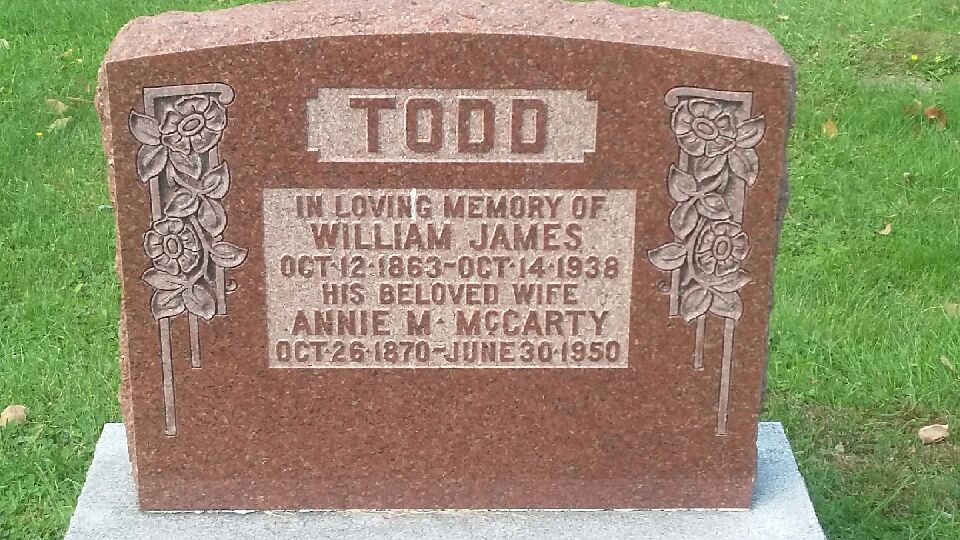 TODD
IN LOVING MEMORY OF
WILLIAM JAMES
OCT·12·1863-OCT·14·1938
HIS BELOVED WIFE
ANNIE M· McCARTY
OCT·26·1870-JUNE 30·1950